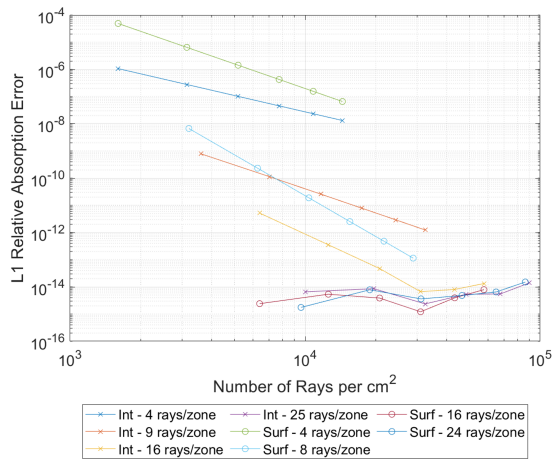 10^-4
10^-6
10^-8
10^-10
10^-12
10^-14
10^-16
L1 Relative Absorption Error
10^3
10^4
10^5
Number of Rays per cm^2
Int - 4 rays/zone
Int - 9 rays/zone
Int - 16 rays/zone
Int - 25 rays/zone
Surf - 4 rays/zone
Surf - 8 rays/zone
Surf - 16 rays/zone
Surf - 24 rays/zone